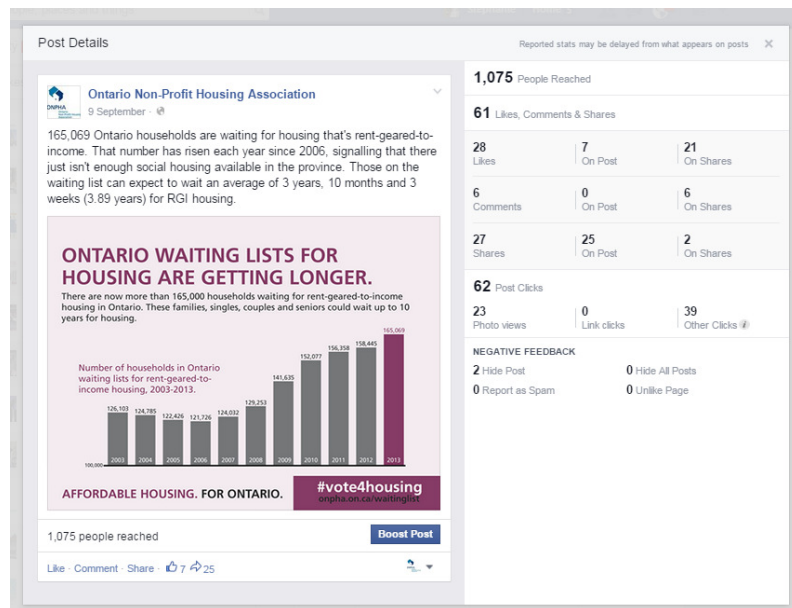 Post Details
Reported stats may be delayed from what appears on posts
ONPHA
Ontario Non-Profit Housing Association
9 September
165,069 Ontario households are waiting for housing that's rent-geared-to-
income. That number has risen each year since 2006, signalling that there
just isn't enough social housing available in the province. Those on the
waiting list can expect to wait an average of 3 years, 10 months and 3
weeks (3.89 years) for RGI housing.
ONTARIO WAITING LISTS FOR
HOUSING ARE GETTING LONGER.
There are now more than 165,000 households waiting for rent-geared-to-income
housing in Ontario. These families, singles, couples and seniors could wait up to 10
years for housing.
Number of households in Ontario
waiting lists for rent-geared-to-
income housing, 2003-2013.
126,103 124,785 122,426 121,726 124,032 129,253 141,635 152,077 156,358 158,445 165,069
100,000
2003 2004 2005 2006 2007 2008 2009 2010 2011 2012 2013
AFFORDABLE HOUSING. FOR ONTARIO.
#vote4housing
onpha.on.ca/waitinglist
1,075 people reached
Boost Post
Like · Comment · Share · 7 25
1,075 People Reached
61 Likes, Comments & Shares
28 7 21
Likes On Post On Shares
6 0 6
Comments On Post On Shares
27 25 2
Shares On Post On Shares
62 Post Clicks
23 0 39
Photo views Link clicks Other Clicks i
NEGATIVE FEEDBACK
2 Hide Post 0 Hide All Posts
0 Report as Spam 0 Unlike Page